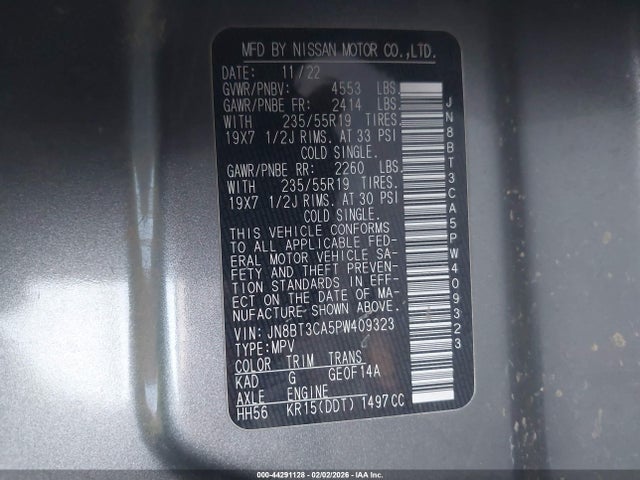 MFD BY NISSAN MOTOR CO.,LTD.
DATE: 11/22
GVWR/PNBV: 4553 LBS.
GAWR/PNBE FR: 2414 LBS.
WITH 235/55R19 TIRES.
19X7 1/2J RIMS. AT 33 PSI
COLD SINGLE.
GAWR/PNBE RR: 2260 LBS.
WITH 235/55R19 TIRES.
19X7 1/2J RIMS. AT 30 PSI
COLD SINGLE.
THIS VEHICLE CONFORMS
TO ALL APPLICABLE FED-
ERAL MOTOR VEHICLE SA-
FETY AND THEFT PREVEN-
TION STANDARDS IN EFF-
ECT ON THE DATE OF MA-
NUFACTURE SHOWN ABOVE.
VIN: JN8BT3CA5PW409323
TYPE:MPV
COLOR TRIM TRANS
KAD G GE0F14A
AXLE ENGINE
HH56 KR15(DDT) 1497CC
JN8BT3CA5PW409323
000-44291128 - 02/02/2026 - IAA Inc.